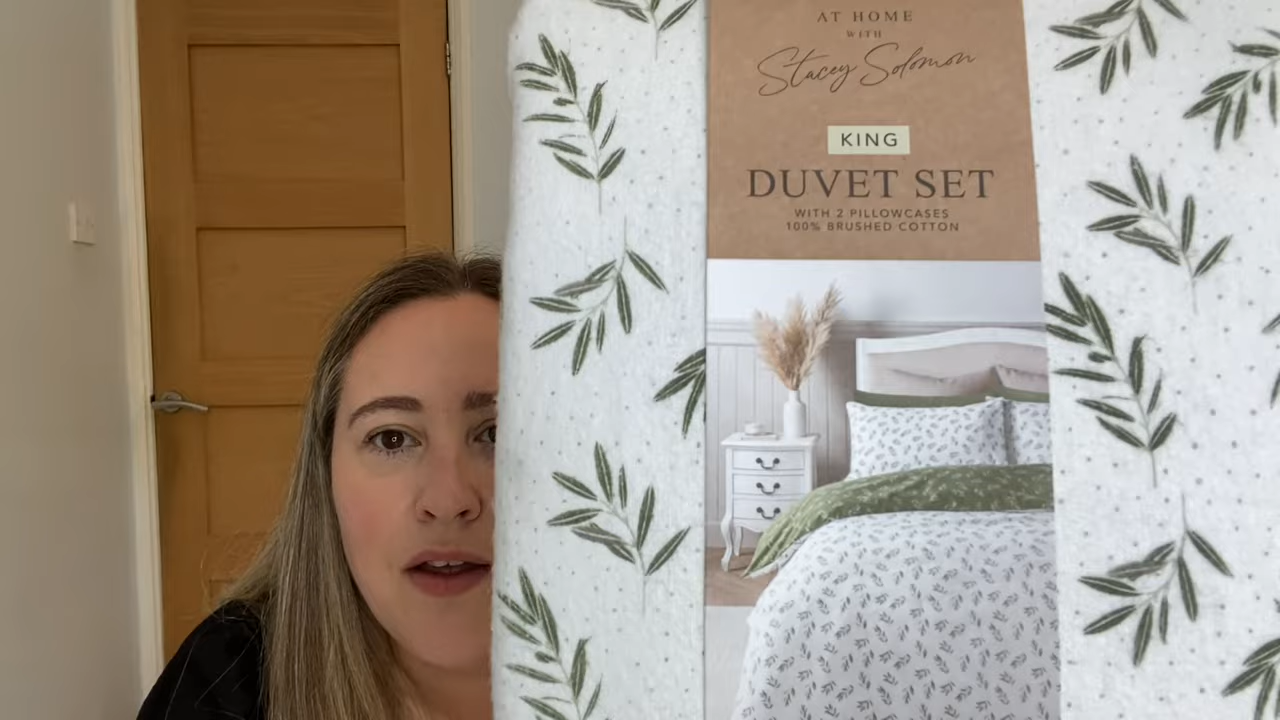 AT HOME
WITH
Stacey Solomon
KING
DUVET SET
WITH 2 PILLOWCASES
100% BRUSHED COTTON